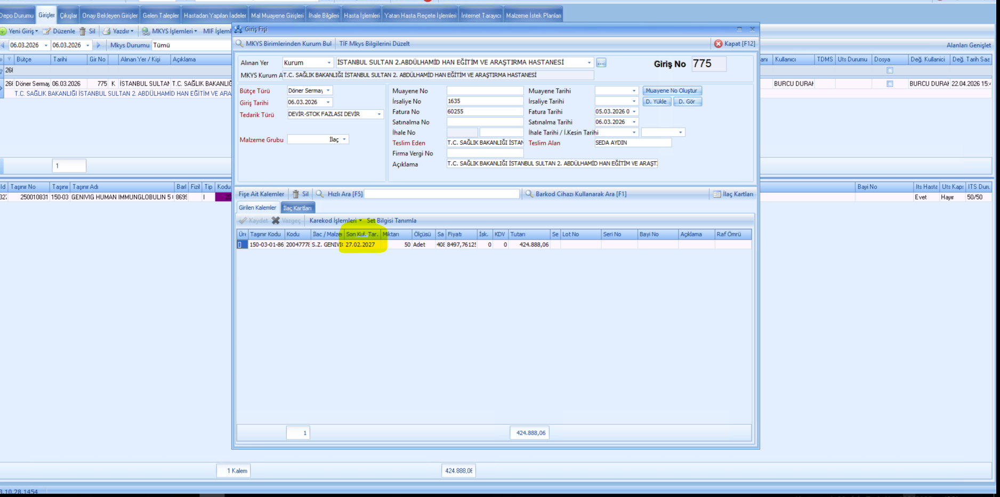 Depo Durumu Girişler Çıkışlar Onay Bekleyen Girişler Gelen Talepler Hastadan Yapılan İadeler Mal Muayene Girişleri İhale Bilgileri Hasta İşlemleri Yatan Hasta Reçete İşlemleri İnternet Tarayıcı Malzeme İstek Planları
Yeni Giriş Düzenle Sil Yazdır MKYS İşlemleri MIF İşleml
06.03.2026 06.03.2026 Mkys Durumu Tümü Alanları Genişlet
Bütçe Tarihi Gir No Alınan Yer / Kişi Açıklama Kullanıcı TDMS Uts Durumu Dosya Değ. Kullanici Değ. Tarih Saa
Döner Sermay 06.03.2026 775 K İSTANBUL SULTAN T.C. SAĞLIK BAKANLIĞ BURCU DURAK BURCU DURAK 22.04.2026 15:4
T.C. SAĞLIK BAKANLIĞI İSTANBUL SULTAN 2. ABDÜLHAMİD HAN EĞİTİM VE ARA
1
Id Taşınır No Taşınıı Taşınır Adı Barl Fizil Tip Kodu Bayi No Its Hasta Uts Kaps ITS Duru
250010831 150-03 GENIVIG HUMAN IMMUNGLOBULIN 5 869 I 20 Evet Hayır 50/50
Giriş Fişi
MKYS Birimlerinden Kurum Bul TİF Mkys Bilgilerini Düzelt Kapat [F12]
Alınan Yer Kurum İSTANBUL SULTAN 2.ABDÜLHAMİD HAN EĞİTİM VE ARAŞTIRMA HASTANESİ ... Giriş No 775
MKYS Kurum A T.C. SAĞLIK BAKANLIĞI İSTANBUL SULTAN 2. ABDÜLHAMİD HAN EĞİTİM VE ARAŞTIRMA HASTANESİ
Bütçe Türü Döner Sermay
Giriş Tarihi 06.03.2026
Tedarik Türü DEVİR-STOK FAZLASI DEVİR
Malzeme Grubu İlaç
Muayene No Muayene Tarihi Muayene No Oluştur
İrsaliye No 1635 İrsaliye Tarihi D. Yükle D. Gör
Fatura No 60255 Fatura Tarihi 05.03.2026 0
Satınalma No Satınalma Tarihi 06.03.2026
İhale No İhale Tarihi / İ.Kesin Tarihi
Teslim Eden T.C. SAĞLIK BAKANLIĞI İSTAN Teslim Alan SEDA AYDIN
Firma Vergi No
Açıklama T.C. SAĞLIK BAKANLIĞI İSTANBUL SULTAN 2. ABDÜLHAMİD HAN EĞİTİM VE ARAŞT
Fişe Ait Kalemler Sil Hızlı Ara [F5] Barkod Cihazı Kullanarak Ara [F1] İlaç Kartları
Girilen Kalemler İlaç Kartları
Kaydet Vazgeç Karekod İşlemleri Set Bilgisi Tanımla
Üre Taşınır Kodu Kodu İlac / Malze Son Kul. Tar. Miktarı Ölçüsü Sa Fiyatı İsk. KDV Tutarı Se Lot No Seri No Bayi No Açıklama Raf Ömrü
150-03-01-86 20047778 S.Z. GENIVIG 27.02.2027 50 Adet 408 8497,76125 0 0 424.888,06
1 424.888,06
1 Kalem 424.888,06
3.10.28.1454